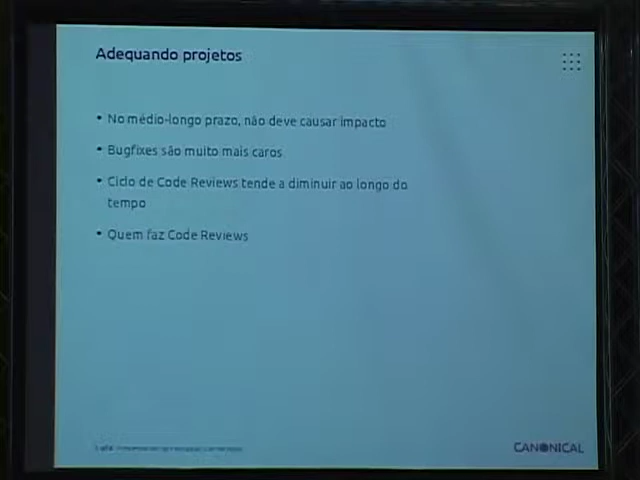 Adequando projetos
• No médio-longo prazo, não deve causar impacto
• Bugfixes são muito mais caros
• Ciclo de Code Reviews tende a diminuir ao longo do
tempo
• Quem faz Code Reviews
CANONICAL